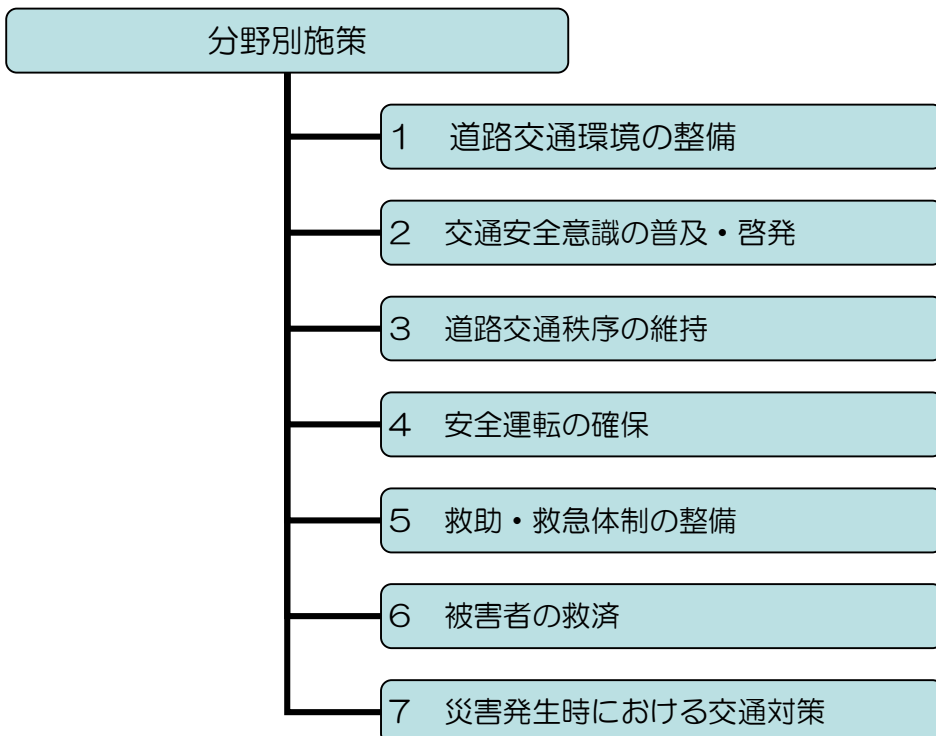 分野別施策
１　道路交通環境の整備
２　交通安全意識の普及・啓発
３　道路交通秩序の維持
４　安全運転の確保
５　救助・救急体制の整備
６　被害者の救済
７　災害発生時における交通対策